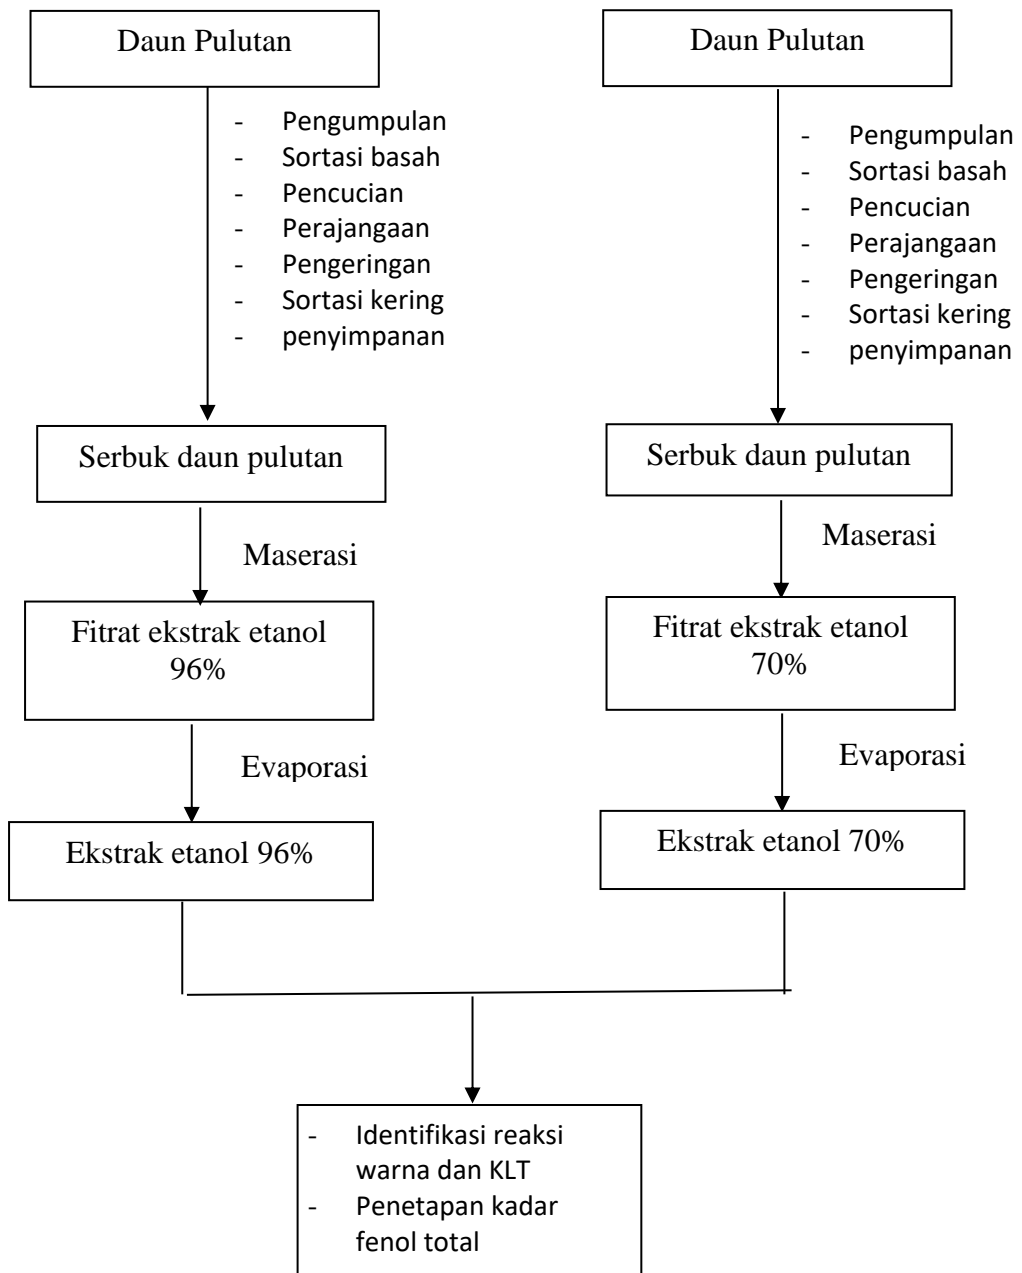 Daun Pulutan
- Pengumpulan
- Sortasi basah
- Pencucian
- Perajangaan
- Pengeringan
- Sortasi kering
- penyimpanan
Serbuk daun pulutan
Maserasi
Fitrat ekstrak etanol
96%
Evaporasi
Ekstrak etanol 96%
Daun Pulutan
- Pengumpulan
- Sortasi basah
- Pencucian
- Perajangaan
- Pengeringan
- Sortasi kering
- penyimpanan
Serbuk daun pulutan
Maserasi
Fitrat ekstrak etanol
70%
Evaporasi
Ekstrak etanol 70%
- Identifikasi reaksi
warna dan KLT
- Penetapan kadar
fenol total